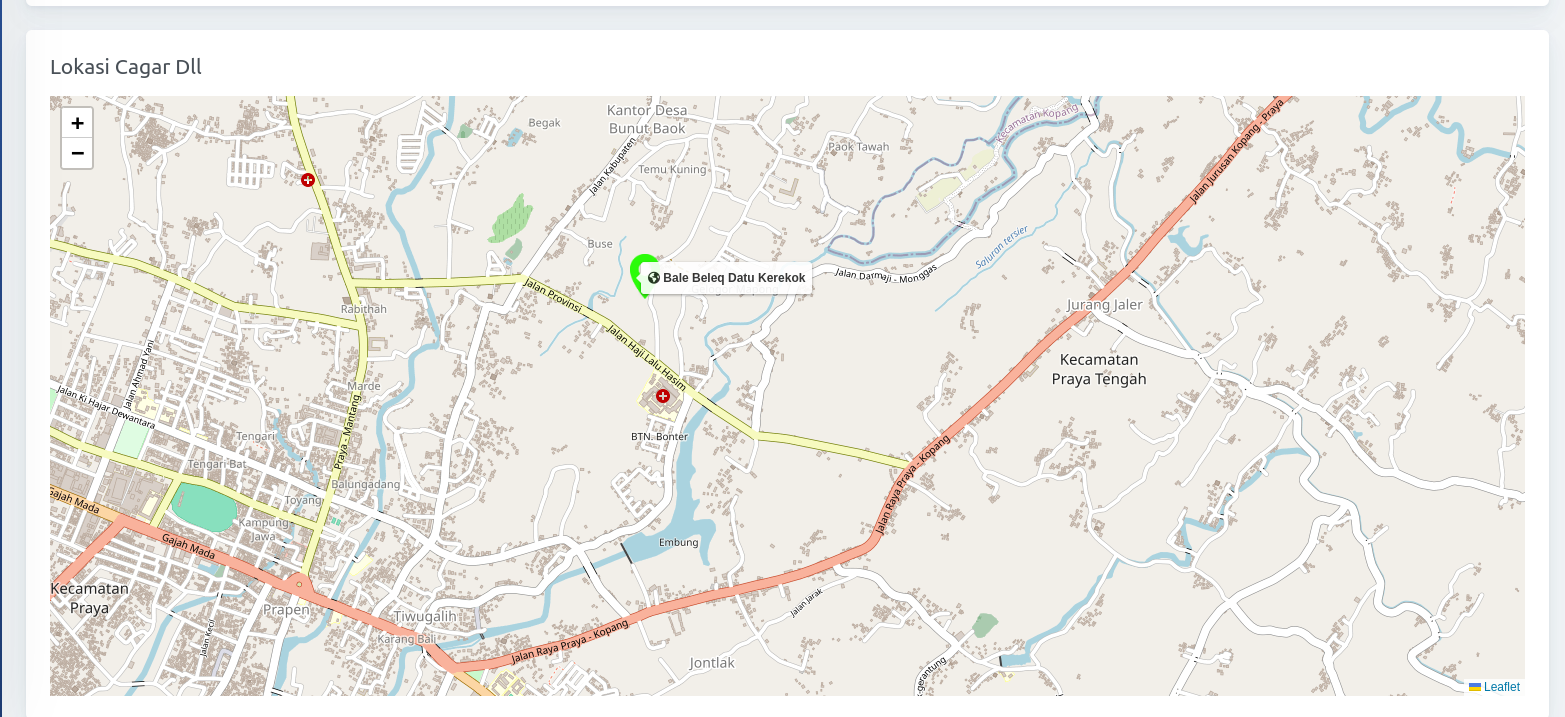 Lokasi Cagar Dll
+
−
Kantor Desa
Bunut Baok
Begak
Kecamatan Kopang
Jalan Jurusan Kopang - Praya
Jalan Kabupaten
Paok Tawah
Temu Kuning
Buse
Saluran tersier
Bale Beleq Datu Kerekok
Jalan Darmaji - Monggas
Jalan Provinsi
Rabithah
Jurang Jaler
Jalan Haji Lalu Hasim
Jalan Ahmad Yani
Kecamatan
Praya Tengah
Marde
Jalan Ki Hajar Dewantara
Praya - Mantang
Tengari
BTN. Bonter
Tengari Bat
Balungadang
Jalan Raya Praya - Kopang
Toyang
Gajah Mada
Kampung
Jawa
Gajah Mada
Embung
Kecamatan
Praya
Prapen
Tiwugalih
Jalan Jarak
Jalan Kecil
Karang Bali
Jalan Raya Praya - Kopang
Jontlak
k-gerantung
Leaflet